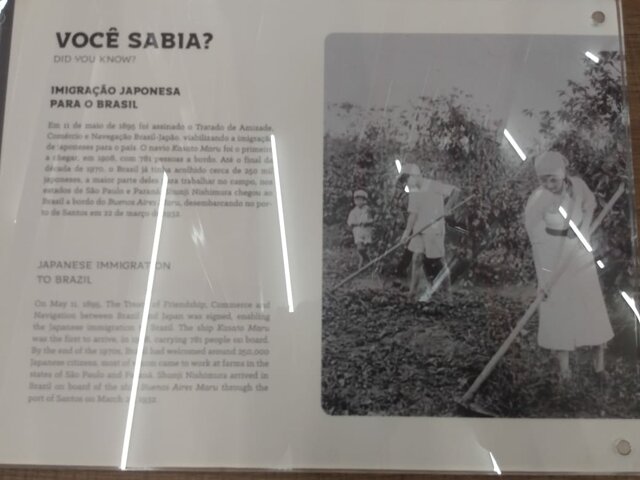 VOCÊ SABIA?
DID YOU KNOW?
IMIGRAÇÃO JAPONESA
PARA O BRASIL
Em 11 de maio de 1895 foi assinado o Tratado de Amizade,
Comércio e Navegação Brasil-Japão, viabilizando a imigração
de japoneses para o país. O navio Kasato Maru foi o primeiro
a chegar, em 1908, com 781 pessoas a bordo. Até o final da
década de 1970, o Brasil já tinha acolhido cerca de 250 mil
japoneses, a maior parte deles para trabalhar no campo, nos
estados de São Paulo e Paraná. Shunji Nishimura chegou ao
Brasil a bordo do Buenos Aires Maru, desembarcando no por-
to de Santos em 22 de março de 1932.
JAPANESE IMMIGRATION
TO BRAZIL
On May 11, 1895, The Treaty of Friendship, Commerce and
Navigation between Brazil and Japan was signed, enabling
the Japanese immigration to Brazil. The ship Kasato Maru
was the first to arrive, in 1908, carrying 781 people on board.
By the end of the 1970s, Brazil had welcomed around 250,000
Japanese citizens, most of whom came to work at farms in the
states of São Paulo and Paraná. Shunji Nishimura arrived in
Brazil on board of the ship Buenos Aires Maru through the
port of Santos on March 1932